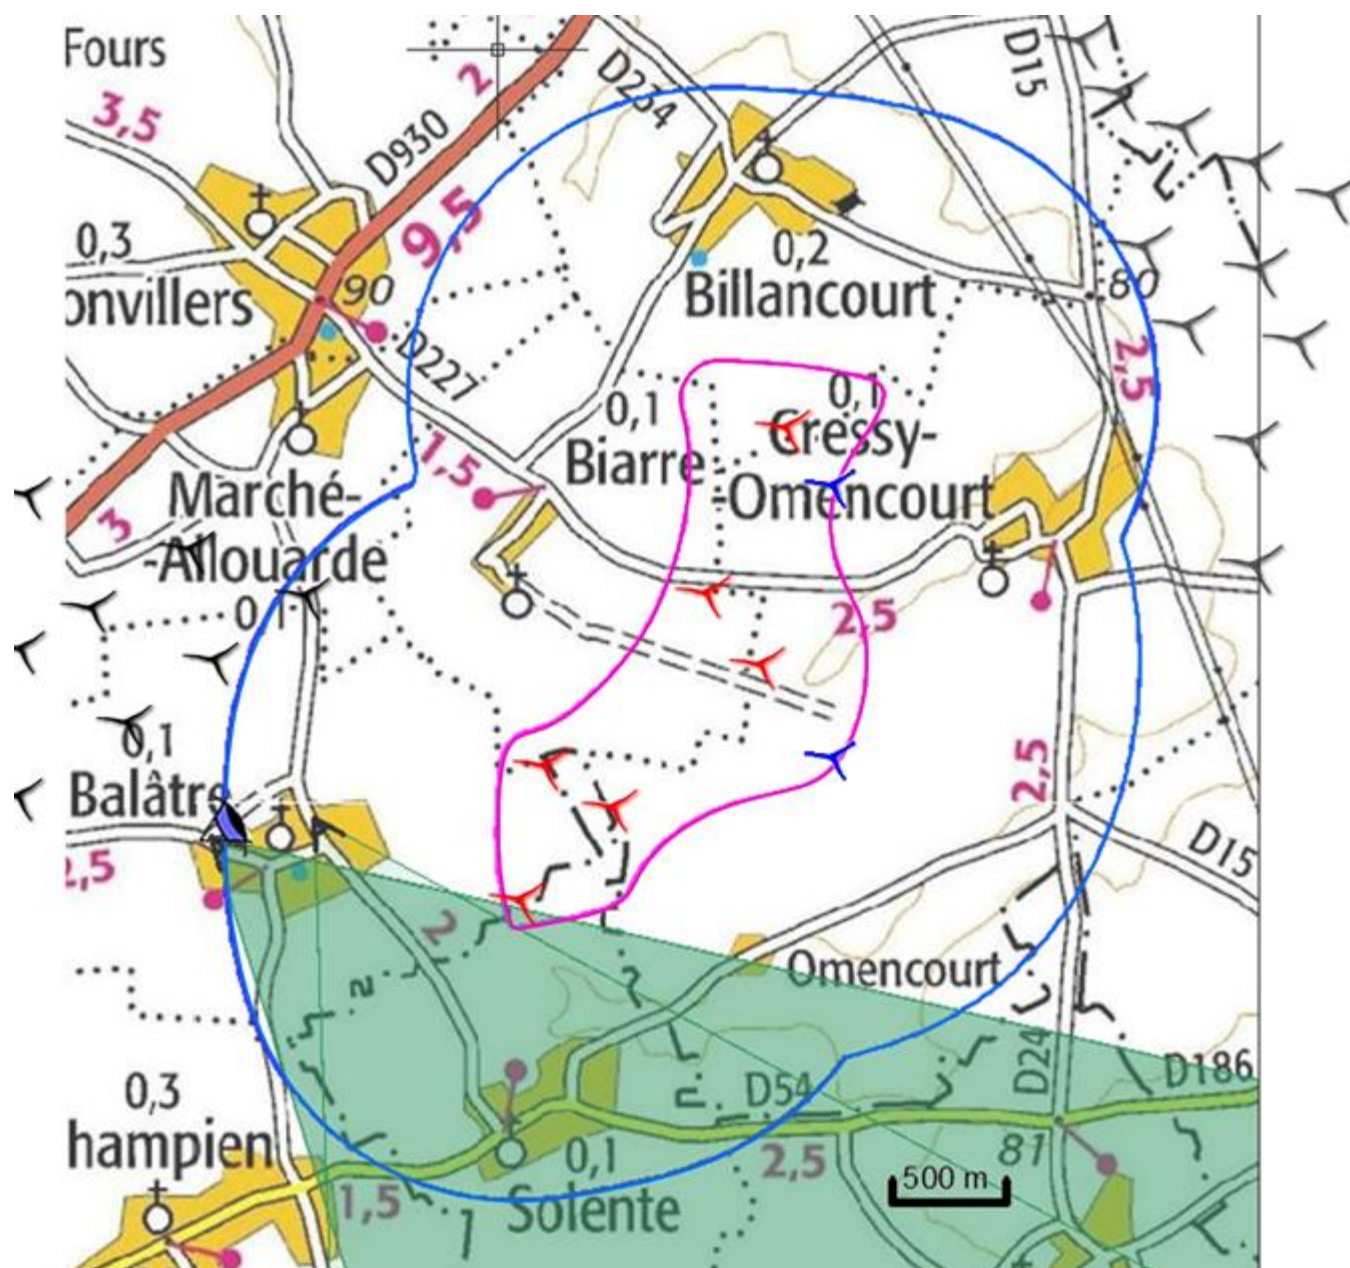 Fours
2
D234
D15
3,5
D930
9,5
0,3
0,2
onvillers
90
Billancourt
80
D227
2,5
0,1
0,1
Cressy-
1,5
Biarre
-Omencourt
Marché-
3
-Allouarde
2,5
0,1
0,1
2,5
Balâtre
D15
2,5
2
Omencourt
D24
D186
0,3
D54
hampien
0,1
2,5
81
500 m
1,5
Solente